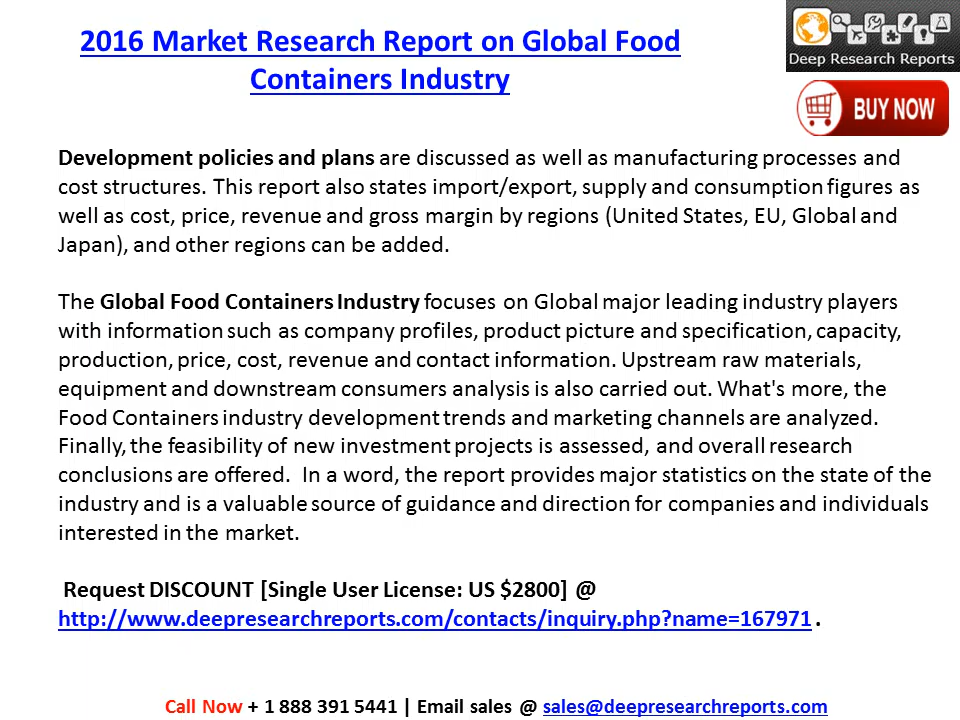 2016 Market Research Report on Global Food
Containers Industry
Deep Research Reports
BUY NOW
Development policies and plans are discussed as well as manufacturing processes and
cost structures. This report also states import/export, supply and consumption figures as
well as cost, price, revenue and gross margin by regions (United States, EU, Global and
Japan), and other regions can be added.
The Global Food Containers Industry focuses on Global major leading industry players
with information such as company profiles, product picture and specification, capacity,
production, price, cost, revenue and contact information. Upstream raw materials,
equipment and downstream consumers analysis is also carried out. What's more, the
Food Containers industry development trends and marketing channels are analyzed.
Finally, the feasibility of new investment projects is assessed, and overall research
conclusions are offered. In a word, the report provides major statistics on the state of the
industry and is a valuable source of guidance and direction for companies and individuals
interested in the market.
Request DISCOUNT [Single User License: US $2800] @
http://www.deepresearchreports.com/contacts/inquiry.php?name=167971 .
Call Now + 1 888 391 5441 | Email sales @ sales@deepresearchreports.com